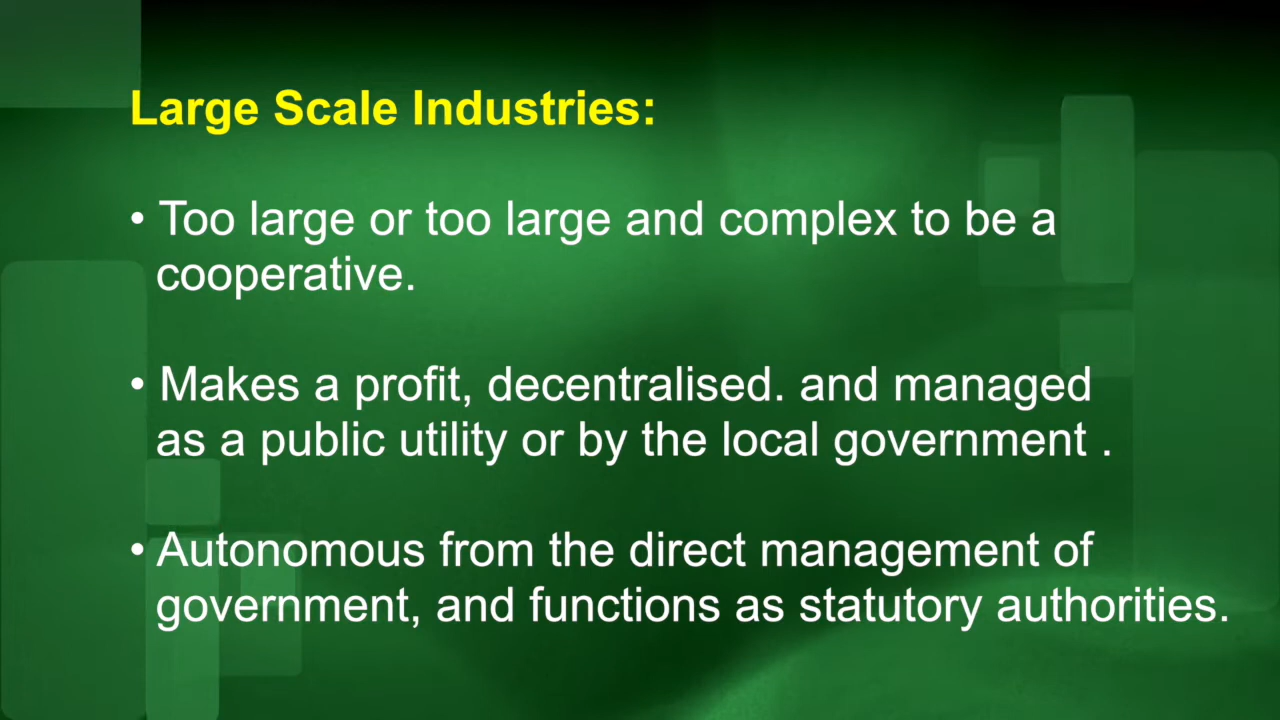 Large Scale Industries:
• Too large or too large and complex to be a
cooperative.
• Makes a profit, decentralised. and managed
as a public utility or by the local government .
• Autonomous from the direct management of
government, and functions as statutory authorities.